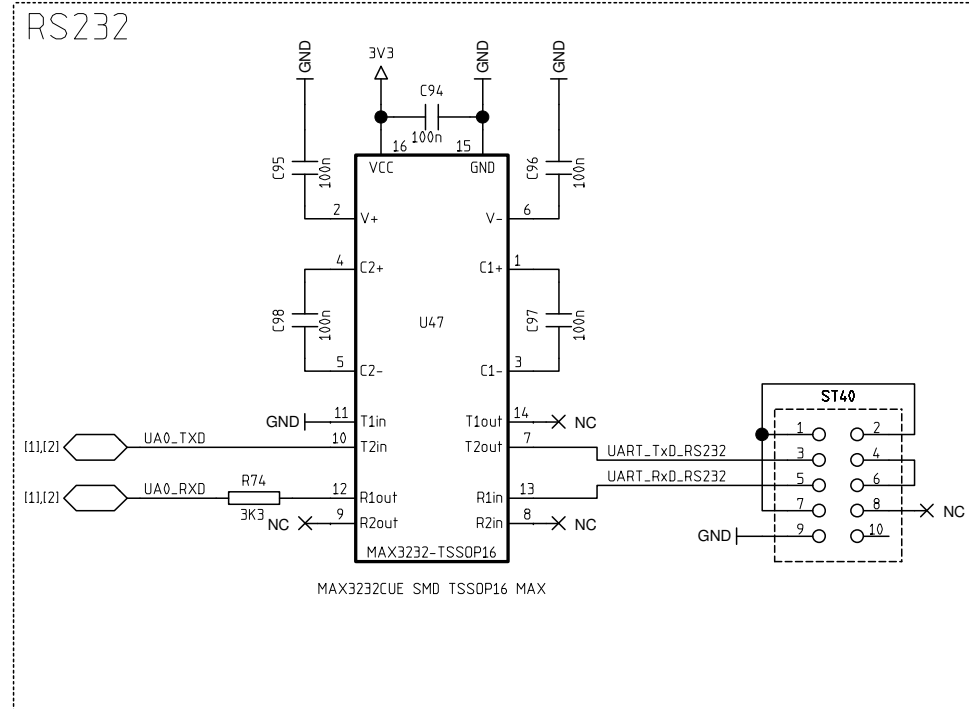 RS232
GND
3V3
GND
GND
C94
100n
16
15
C95
100n
VCC
GND
C96
100n
2
V+
V-
6
4
C2+
C1+
1
C98
100n
U47
C97
100n
5
C2-
C1-
3
ST40
GND
11
T1in
T1out
14
NC
1
2
[1],[2]
UA0_TXD
10
T2in
T2out
7
UART_TxD_RS232
3
4
UART_RxD_RS232
5
6
[1],[2]
UA0_RXD
R74
3K3
12
R1out
R1in
13
7
8
NC
NC
9
R2out
R2in
8
NC
GND
9
10
MAX3232-TSSOP16
MAX3232CUE SMD TSSOP16 MAX